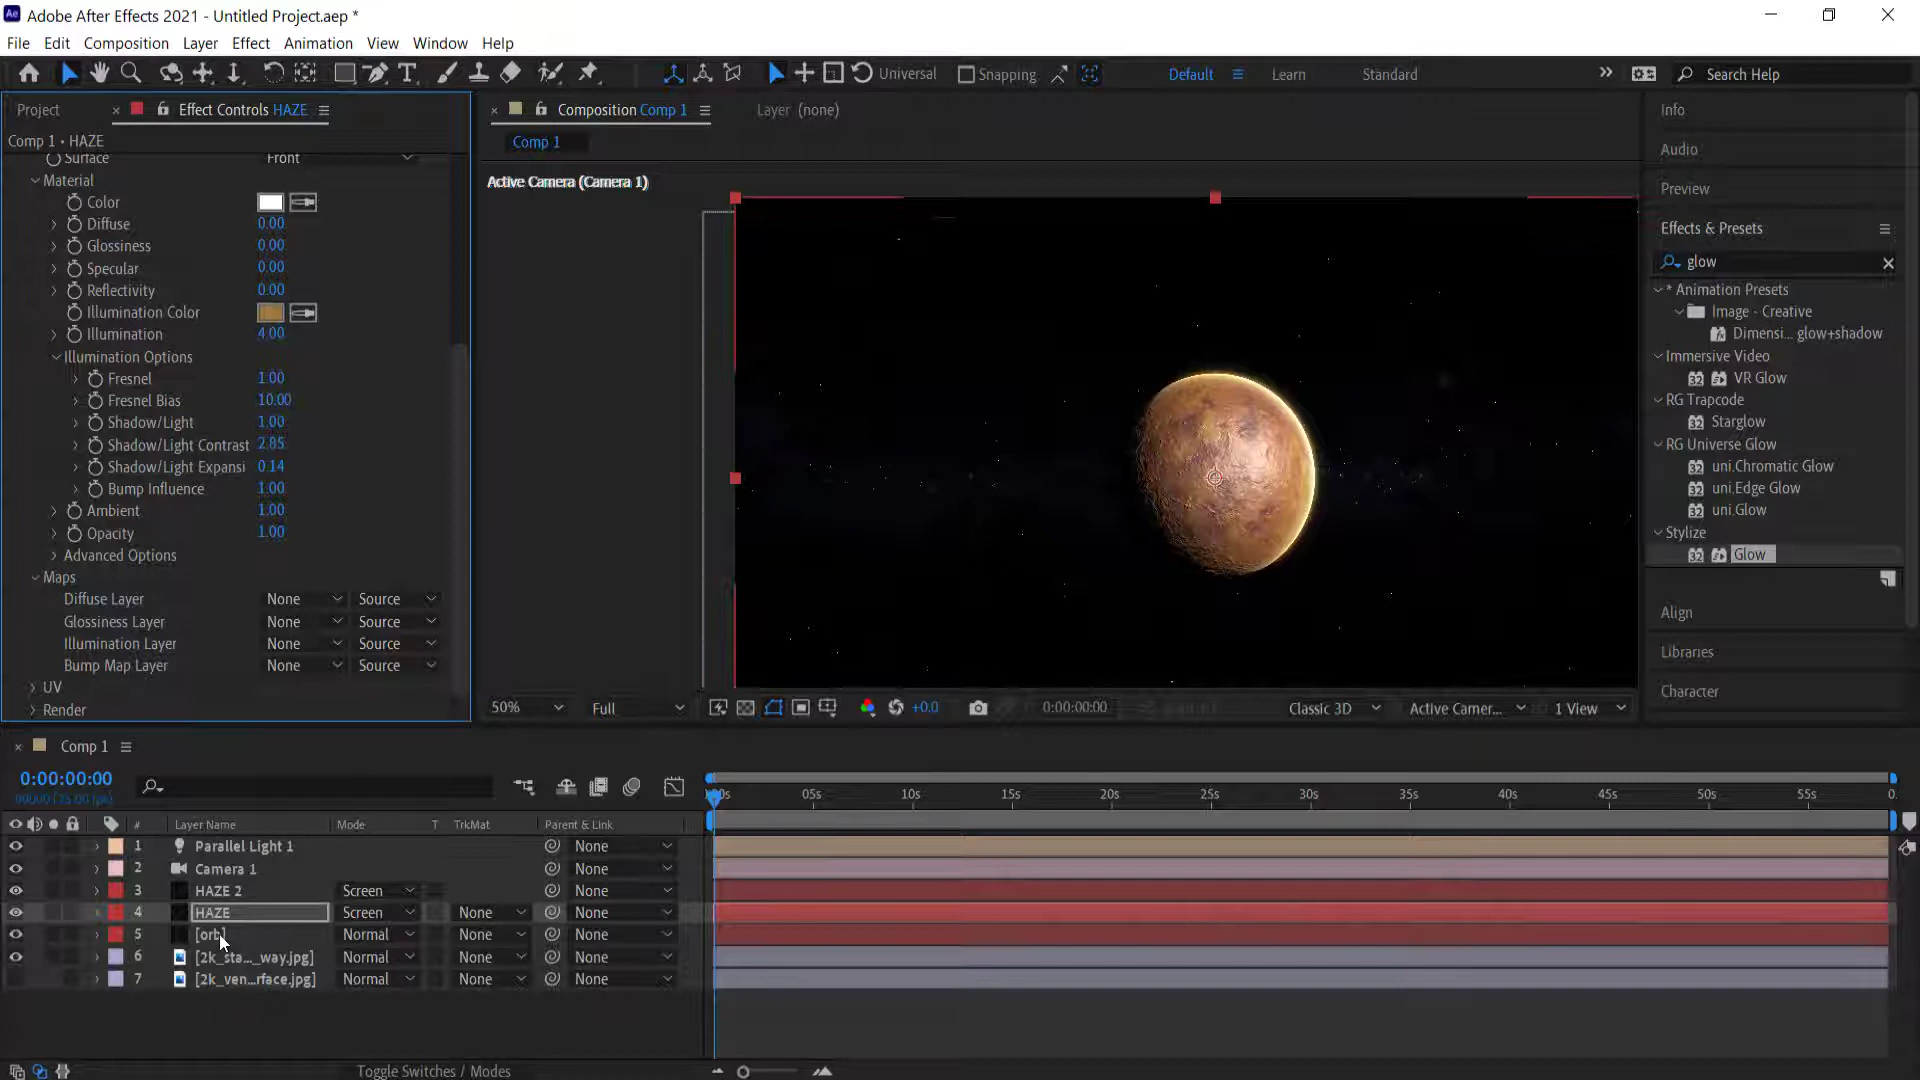 Adobe After Effects 2021 - Untitled Project.aep *
File Edit Composition Layer Effect Animation View Window Help
Universal Snapping Default Learn Standard Search Help
Project Effect Controls HAZE
Comp 1 • HAZE
Surface Front
Material
Color
Diffuse 0.00
Glossiness 0.00
Specular 0.00
Reflectivity 0.00
Illumination Color
Illumination 4.00
Illumination Options
Fresnel 1.00
Fresnel Bias 10.00
Shadow/Light 1.00
Shadow/Light Contrast 2.85
Shadow/Light Expansi 0.14
Bump Influence 1.00
Ambient 1.00
Opacity 1.00
Advanced Options
Maps
Diffuse Layer None Source
Glossiness Layer None Source
Illumination Layer None Source
Bump Map Layer None Source
UV
Render
Composition Comp 1 Layer (none)
Comp 1
Active Camera (Camera 1)
50% Full +0.0 0:00:00:00 Classic 3D Active Camer... 1 View
Info
Audio
Preview
Effects & Presets
glow
* Animation Presets
Image - Creative
Dimensi... glow+shadow
Immersive Video
32 VR Glow
RG Trapcode
Starglow
RG Universe Glow
32 uni.Chromatic Glow
32 uni.Edge Glow
32 uni.Glow
Stylize
32 Glow
Align
Libraries
Character
Comp 1
0:00:00:00
# Layer Name Mode T TrkMat Parent & Link
05s 10s 15s 20s 25s 30s 35s 40s 45s 50s 55s
1 Parallel Light 1 None
2 Camera 1 None
3 HAZE 2 Screen None
4 HAZE Screen None None
5 [orb] Normal None None
6 [2k_sta..._way.jpg] Normal None None
7 [2k_ven...rface.jpg] Normal None None
Toggle Switches / Modes